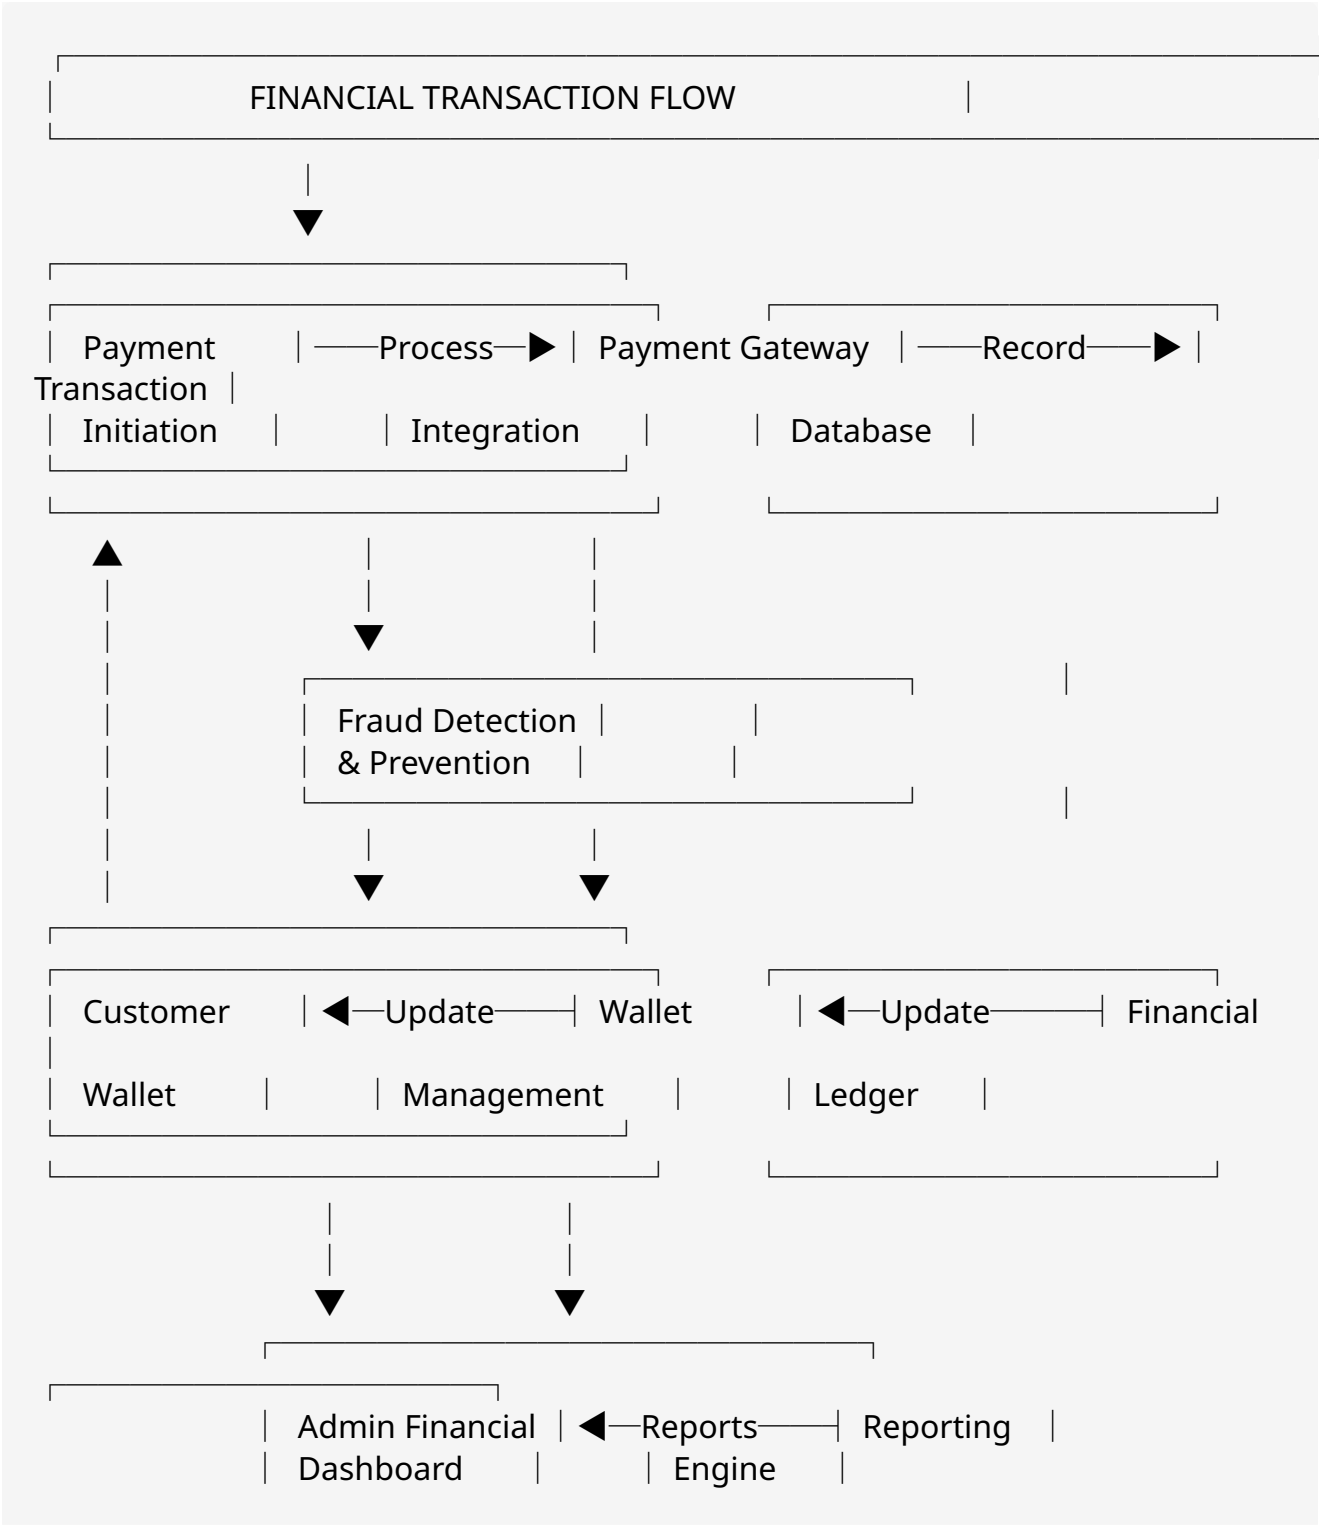 FINANCIAL TRANSACTION FLOW
Payment Process Payment Gateway Record
Transaction
Initiation Integration Database
Fraud Detection
& Prevention
Customer Update Wallet Update Financial
Wallet Management Ledger
Admin Financial Reports Reporting
Dashboard Engine